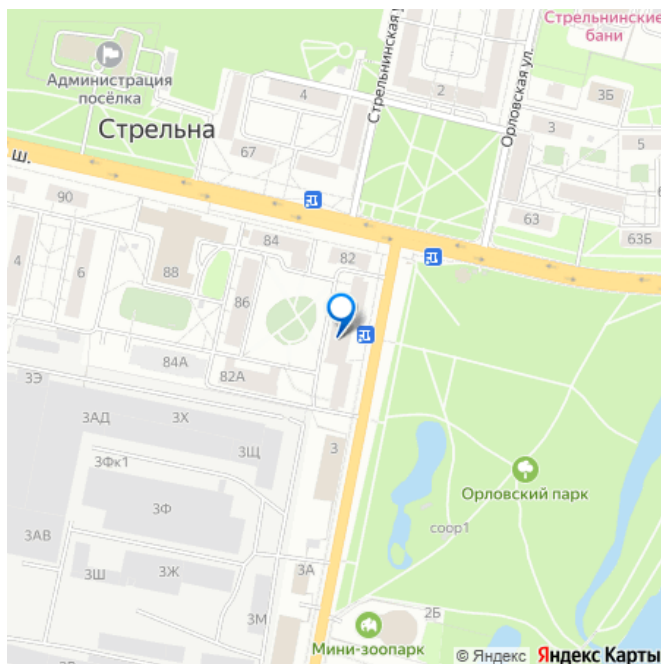 Стрельнинские
бани
Администрация
посёлка
4
Стрельнинская ул.
2
Орловская ул.
3Б
Стрельна
67
3
5
Ш.
90
63
63Б
84
82
4
6
88
86
84А
82А
3Э
3АД
3Х
3Щ
3
3Фк1
3Ф
Орловский парк
3АВ
соор1
3Ш
3Ж
3А
3М
2Б
Мини-зоопарк
© Яндекс Яндекс Карты